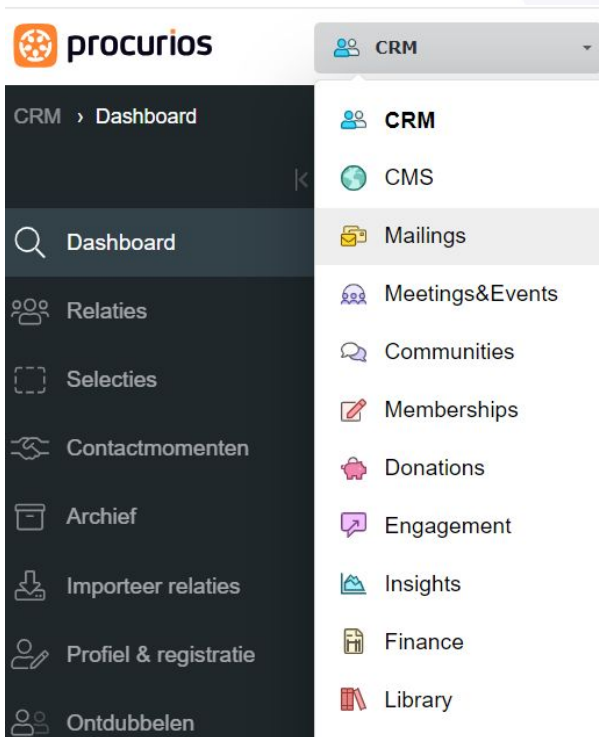 procurios
CRM
CRM › Dashboard
Dashboard
Relaties
Selecties
Contactmomenten
Archief
Importeer relaties
Profiel & registratie
Ontdubbelen
CRM
CMS
Mailings
Meetings&Events
Communities
Memberships
Donations
Engagement
Insights
Finance
Library